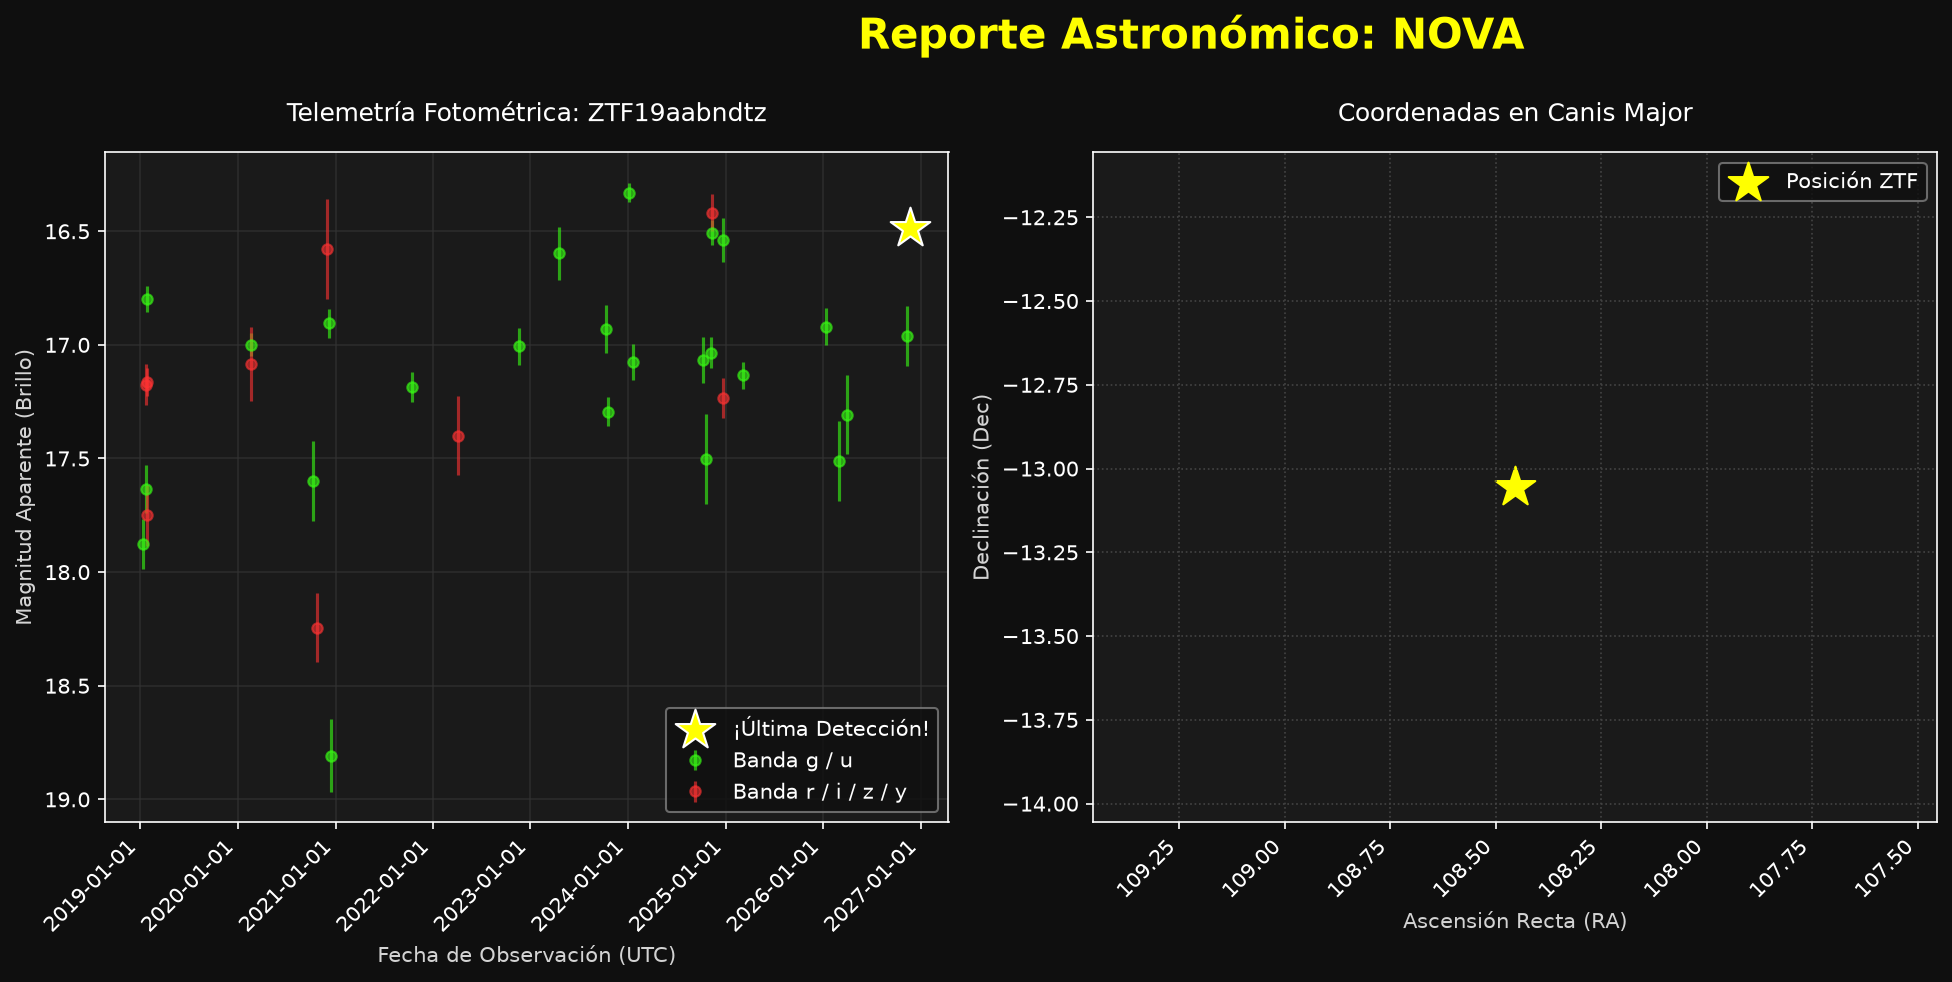 Reporte Astronómico: NOVA
Telemetría Fotométrica: ZTF19aabndtz
Magnitud Aparente (Brillo)
16.5
17.0
17.5
18.0
18.5
19.0
¡Última Detección!
Banda g / u
Banda r / i / z / y
2019-01-01
2020-01-01
2021-01-01
2022-01-01
2023-01-01
2024-01-01
2025-01-01
2026-01-01
2027-01-01
Fecha de Observación (UTC)
Coordenadas en Canis Major
Posición ZTF
Declinación (Dec)
−12.25
−12.50
−12.75
−13.00
−13.25
−13.50
−13.75
−14.00
109.25
109.00
108.75
108.50
108.25
108.00
107.75
107.50
Ascensión Recta (RA)